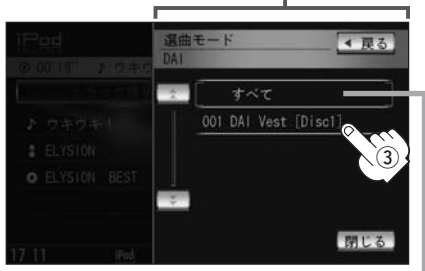 iPod
選曲モード
DAI
戻る
00'19" ♪ ウキウ
すべて
001 DAI Vest [Disc1]
♪ ウキウキ!
ELYSION
ELYSION BEST
③
閉じる
17 11 iPod